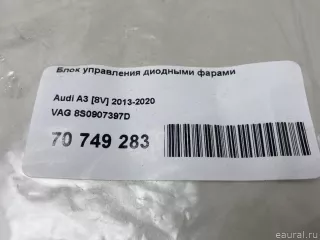 Блок управления диодными фарами
Audi A3 [8V] 2013-2020
VAG 8S0907397D
70 749 283
© eaural.ru